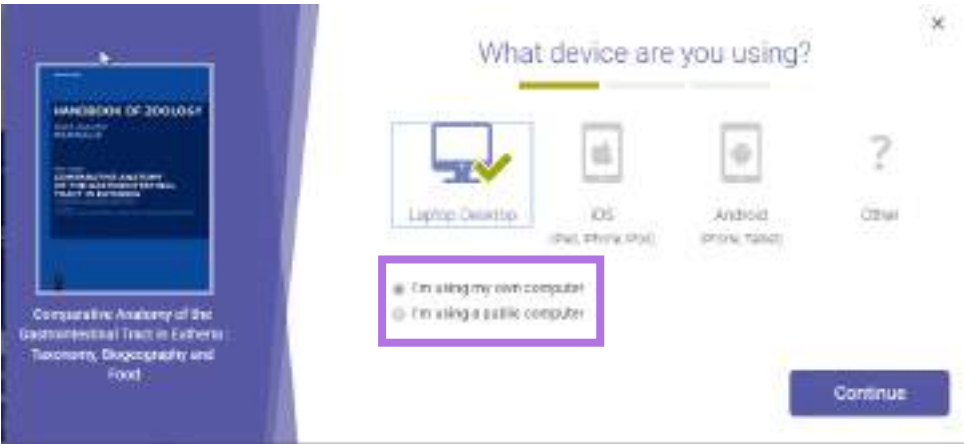 What device are you using?
HANDBOOK OF ZOOLOGY
MAMMALIA
COMPARATIVE ANATOMY
OF THE GASTROINTESTINAL
TRACT IN EUTHERIA
Comparative Anatomy of the
Gastrointestinal Tract in Eutheria :
Taxonomy, Biogeography and
Food
Laptop Desktop
iOS
(iPad, iPhone, iPod)
Android
(Phone, Tablet)
?
Other
I'm using my own computer
I'm using a public computer
Continue